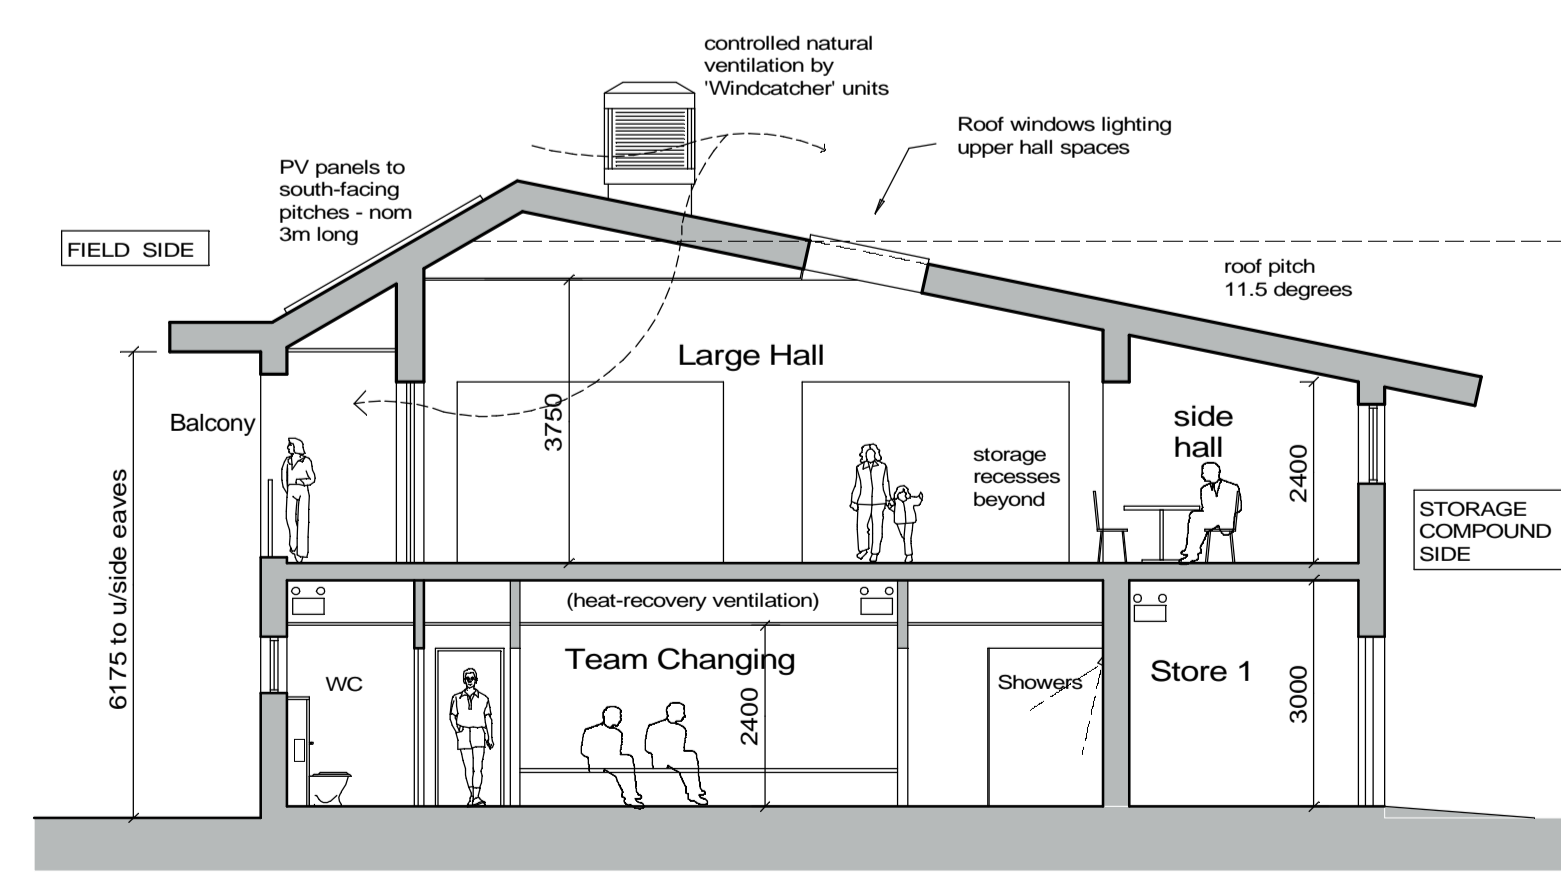 controlled natural
ventilation by
'Windcatcher' units
Roof windows lighting
upper hall spaces
PV panels to
south-facing
pitches - nom
3m long
FIELD SIDE
roof pitch
11.5 degrees
Large Hall
Balcony
3750
side
hall
storage
recesses
beyond
2400
STORAGE
COMPOUND
SIDE
6175 to u/side eaves
(heat-recovery ventilation)
Team Changing
WC
Showers
Store 1
2400
3000